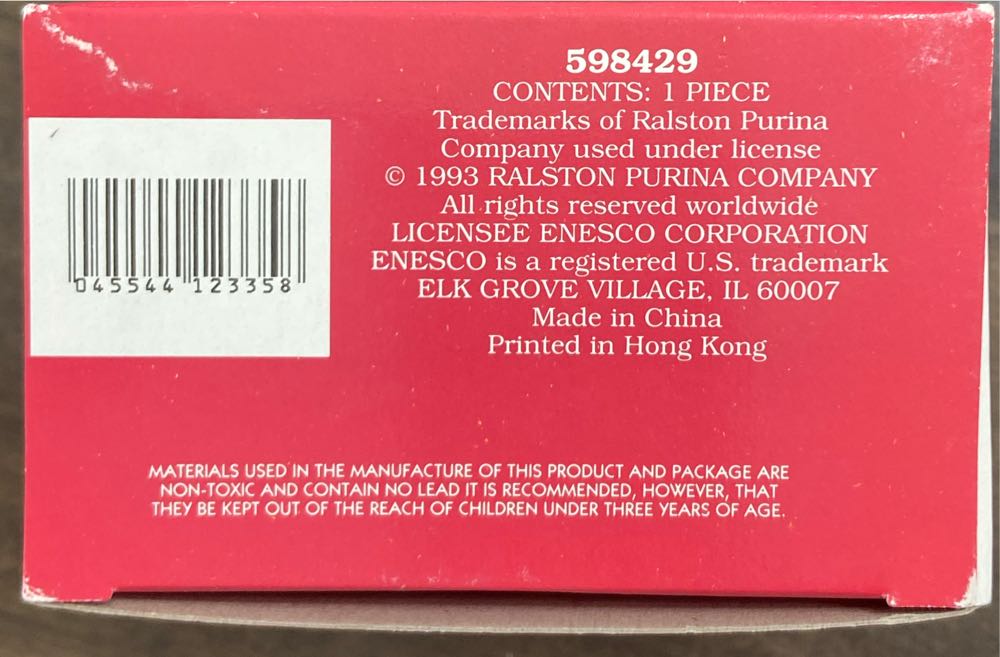 598429
CONTENTS: 1 PIECE
Trademarks of Ralston Purina
Company used under license
© 1993 RALSTON PURINA COMPANY
All rights reserved worldwide
LICENSEE ENESCO CORPORATION
ENESCO is a registered U.S. trademark
ELK GROVE VILLAGE, IL 60007
Made in China
Printed in Hong Kong
045544 123358
MATERIALS USED IN THE MANUFACTURE OF THIS PRODUCT AND PACKAGE ARE
NON-TOXIC AND CONTAIN NO LEAD IT IS RECOMMENDED, HOWEVER, THAT
THEY BE KEPT OUT OF THE REACH OF CHILDREN UNDER THREE YEARS OF AGE.